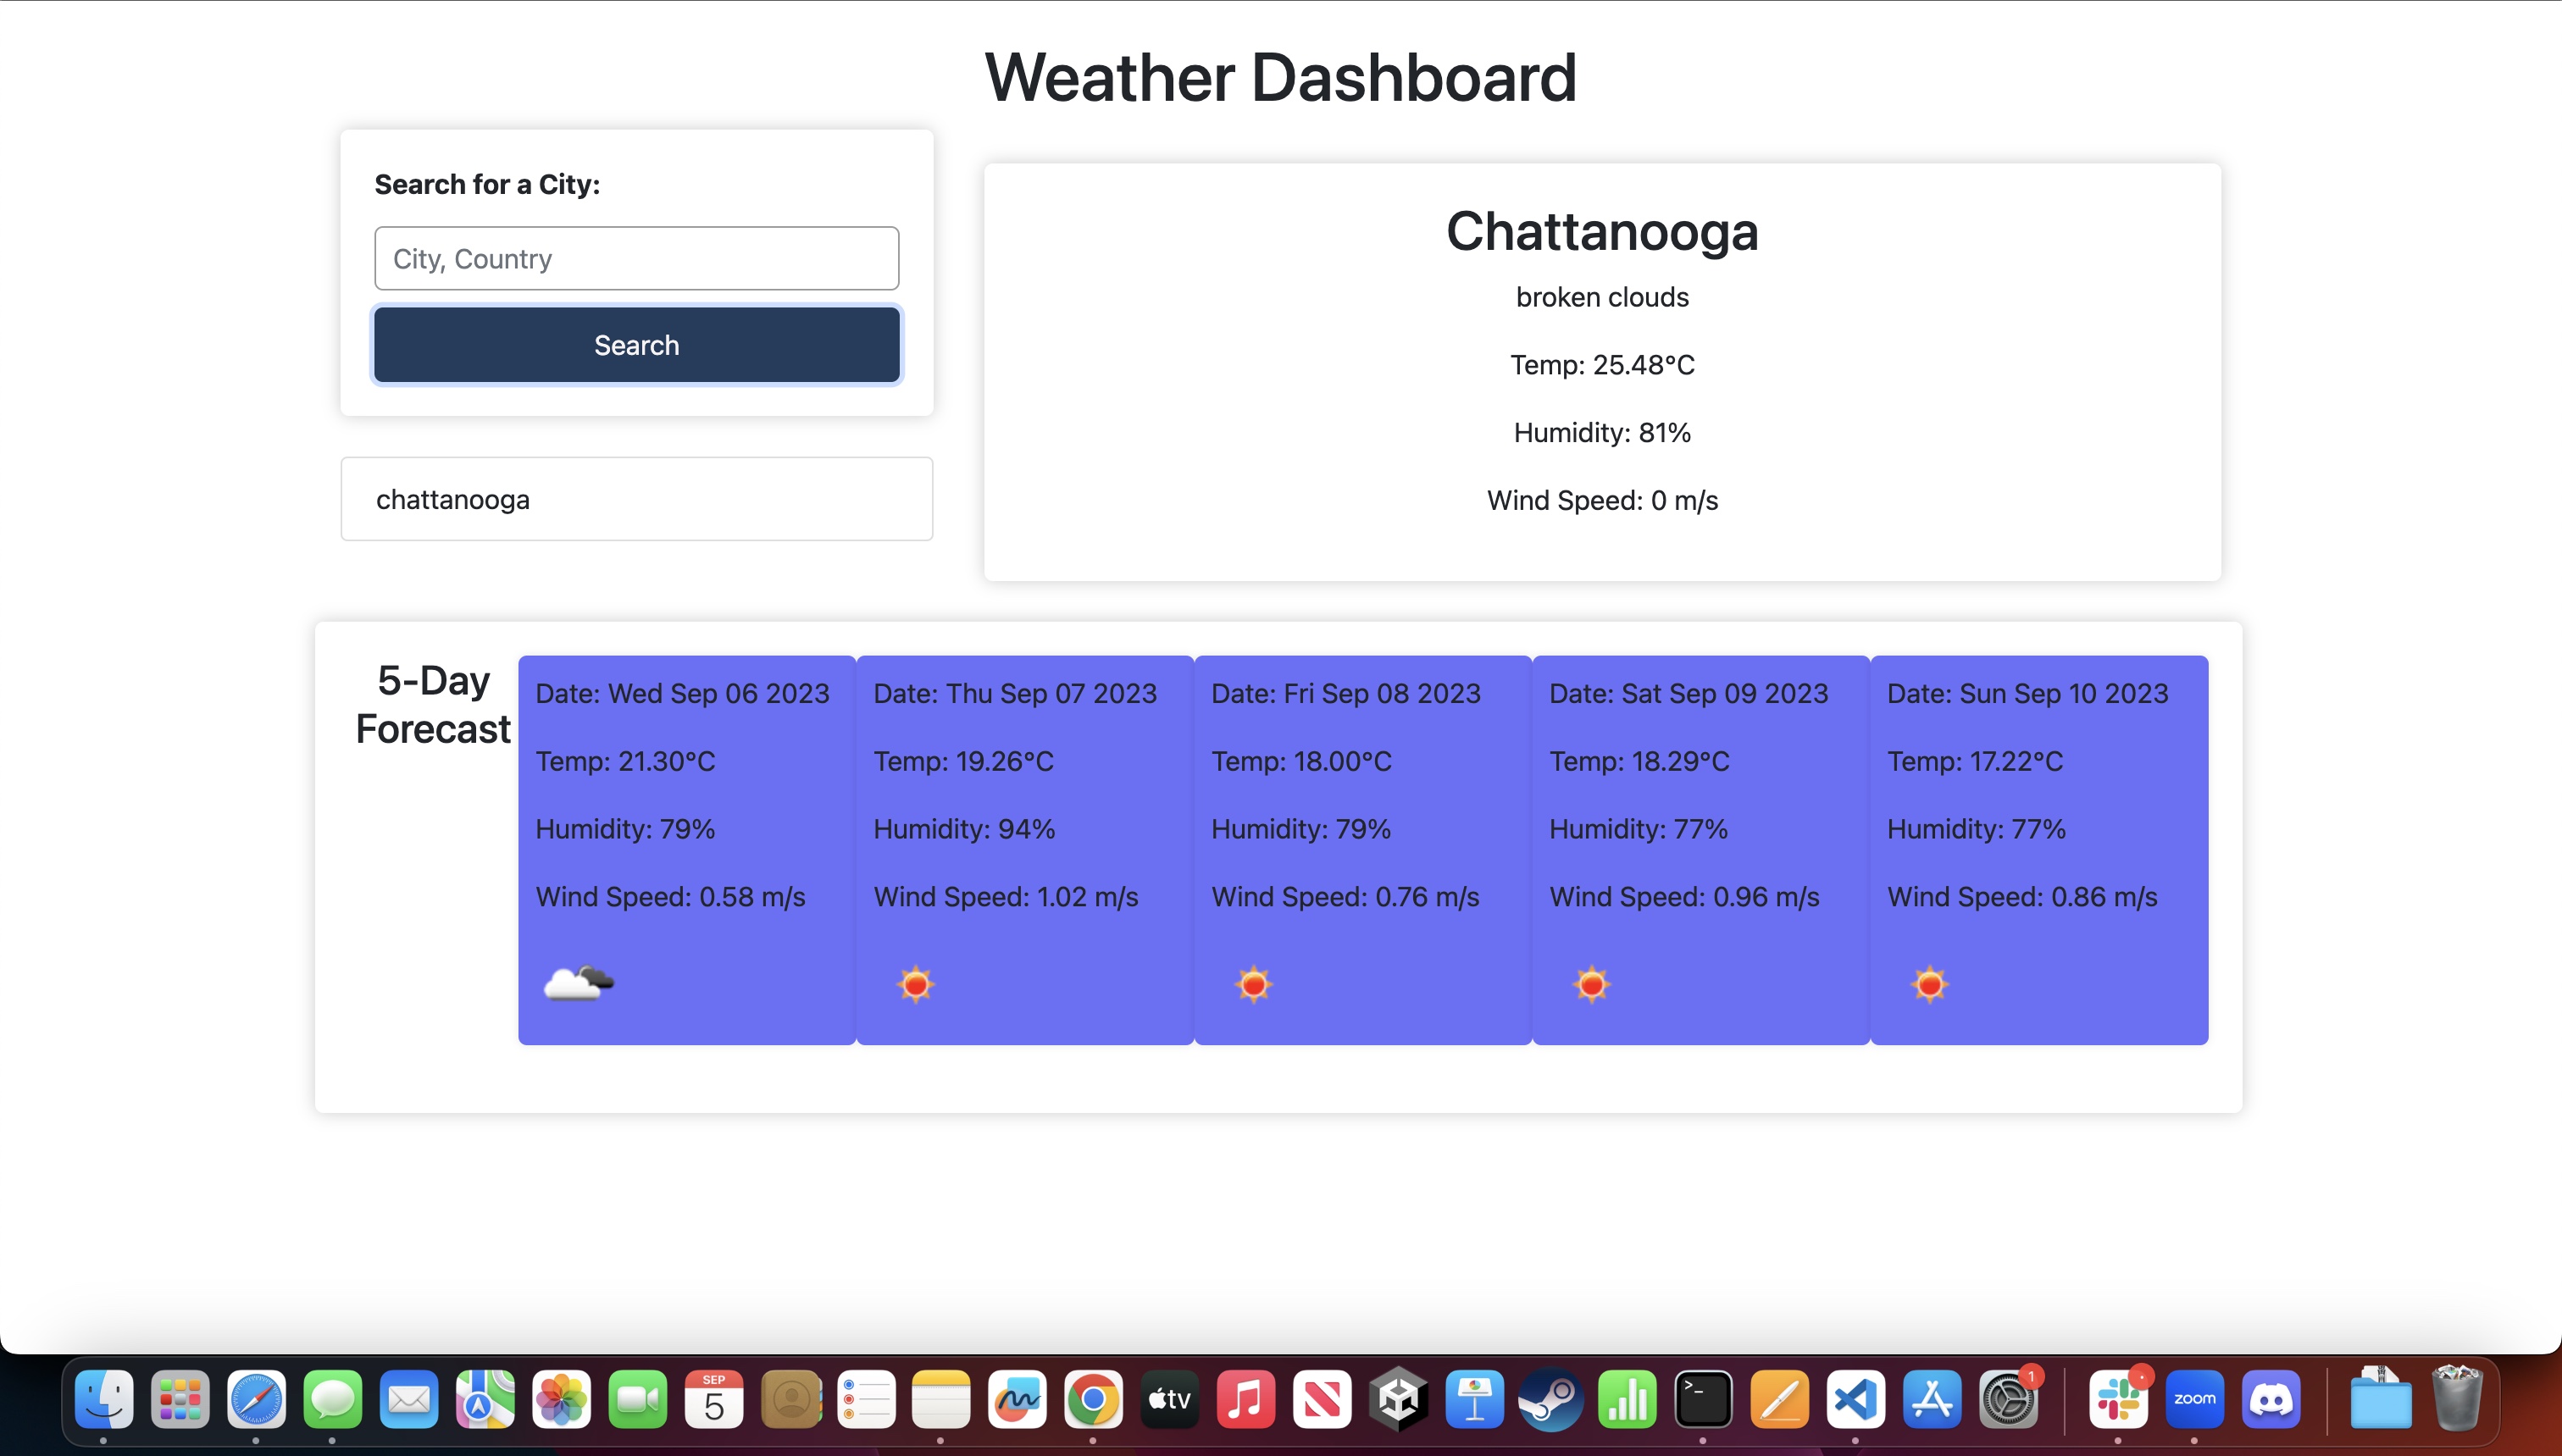 Weather Dashboard
Search for a City:
City, Country
Search
chattanooga
Chattanooga
broken clouds
Temp: 25.48°C
Humidity: 81%
Wind Speed: 0 m/s
5-Day
Forecast
Date: Wed Sep 06 2023
Temp: 21.30°C
Humidity: 79%
Wind Speed: 0.58 m/s
Date: Thu Sep 07 2023
Temp: 19.26°C
Humidity: 94%
Wind Speed: 1.02 m/s
Date: Fri Sep 08 2023
Temp: 18.00°C
Humidity: 79%
Wind Speed: 0.76 m/s
Date: Sat Sep 09 2023
Temp: 18.29°C
Humidity: 77%
Wind Speed: 0.96 m/s
Date: Sun Sep 10 2023
Temp: 17.22°C
Humidity: 77%
Wind Speed: 0.86 m/s
SEP
5
tv
>_
1
zoom